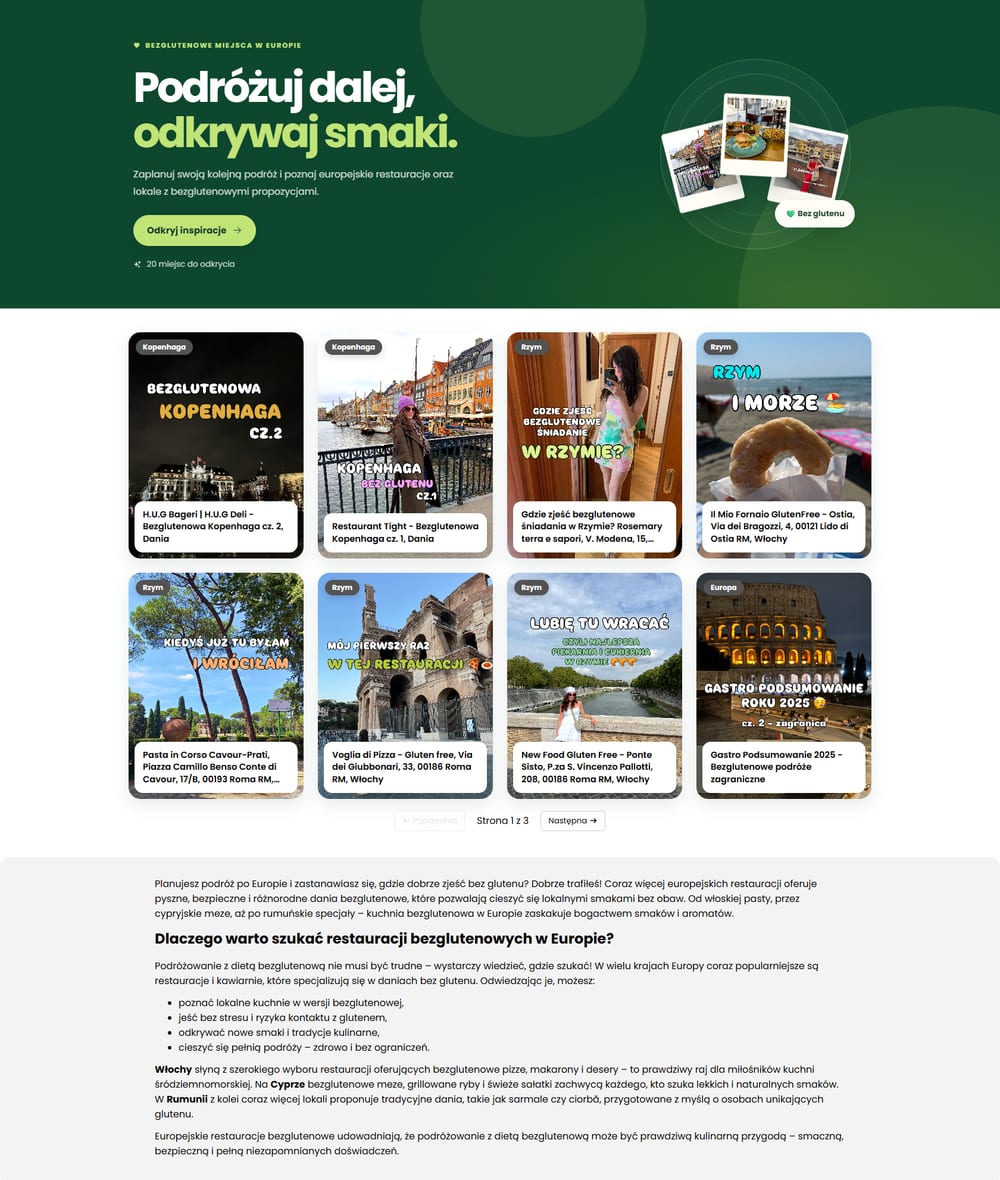 BEZGLUTENOWE MIEJSCA W EUROPIE
Podróżuj dalej,
odkrywaj smaki.
Zaplanuj swoją kolejną podróż i poznaj europejskie restauracje oraz
lokale z bezglutenowymi propozycjami.
Odkryj inspiracje →
20 miejsc do odkrycia
Bez glutenu
Kopenhaga
BEZGLUTENOWA
KOPENHAGA
CZ.2
H.U.G Bageri | H.U.G Deli -
Bezglutenowa Kopenhaga cz. 2,
Dania
Kopenhaga
KOPENHAGA
BEZ GLUTENU
CZ.1
Restaurant Tight - Bezglutenowa
Kopenhaga cz. 1, Dania
Rzym
GDZIE ZJEŚĆ
BEZGLUTENOWE
ŚNIADANIE
W RZYMIE?
Gdzie zjeść bezglutenowe
śniadania w Rzymie? Rosemary
terra e sapori, V. Modena, 15,...
Rzym
RZYM
I MORZE 🏖️
Il Mio Fornaio GlutenFree - Ostia,
Via dei Bragozzi, 4, 00121 Lido di
Ostia RM, Włochy
Rzym
KIEDYŚ JUŻ TU BYŁAM
I WRÓCIŁAM
Pasta in Corso Cavour-Prati,
Piazza Camillo Benso Conte di
Cavour, 17/B, 00193 Roma RM,...
Rzym
MÓJ PIERWSZY RAZ
W TEJ RESTAURACJI 🍕
Voglia di Pizza - Gluten free, Via
dei Giubbonari, 33, 00186 Roma
RM, Włochy
Rzym
LUBIĘ TU WRACAĆ
CZYLI NAJLEPSZA
PIEKARNIA I CUKIERNIA
W RZYMIE 🥐🥐🥐
New Food Gluten Free - Ponte
Sisto, P.za S. Vincenzo Pallotti,
208, 00186 Roma RM, Włochy
Europa
GASTRO PODSUMOWANIE
ROKU 2025 🥳
cz. 2 - zagranica
Gastro Podsumowanie 2025 -
Bezglutenowe podróże
zagraniczne
← Poprzednia
Strona 1 z 3
Następna →
Planujesz podróż po Europie i zastanawiasz się, gdzie dobrze zjeść bez glutenu? Dobrze trafiłeś! Coraz więcej europejskich restauracji oferuje
pyszne, bezpieczne i różnorodne dania bezglutenowe, które pozwalają cieszyć się lokalnymi smakami bez obaw. Od włoskiej pasty, przez
cypryjskie meze, aż po rumuńskie specjały – kuchnia bezglutenowa w Europie zaskakuje bogactwem smaków i aromatów.
Dlaczego warto szukać restauracji bezglutenowych w Europie?
Podróżowanie z dietą bezglutenową nie musi być trudne – wystarczy wiedzieć, gdzie szukać! W wielu krajach Europy coraz popularniejsze są
restauracje i kawiarnie, które specjalizują się w daniach bez glutenu. Odwiedzając je, możesz:
• poznać lokalne kuchnie w wersji bezglutenowej,
• jeść bez stresu i ryzyka kontaktu z glutenem,
• odkrywać nowe smaki i tradycje kulinarne,
• cieszyć się pełnią podróży – zdrowo i bez ograniczeń.
Włochy słyną z szerokiego wyboru restauracji oferujących bezglutenowe pizze, makarony i desery – to prawdziwy raj dla miłośników kuchni
śródziemnomorskiej. Na Cyprze bezglutenowe meze, grillowane ryby i świeże sałatki zachwycą każdego, kto szuka lekkich i naturalnych smaków.
W Rumunii z kolei coraz więcej lokali proponuje tradycyjne dania, takie jak sarmale czy ciorbă, przygotowane z myślą o osobach unikających
glutenu.
Europejskie restauracje bezglutenowe udowadniają, że podróżowanie z dietą bezglutenową może być prawdziwą kulinarną przygodą – smaczną,
bezpieczną i pełną niezapomnianych doświadczeń.